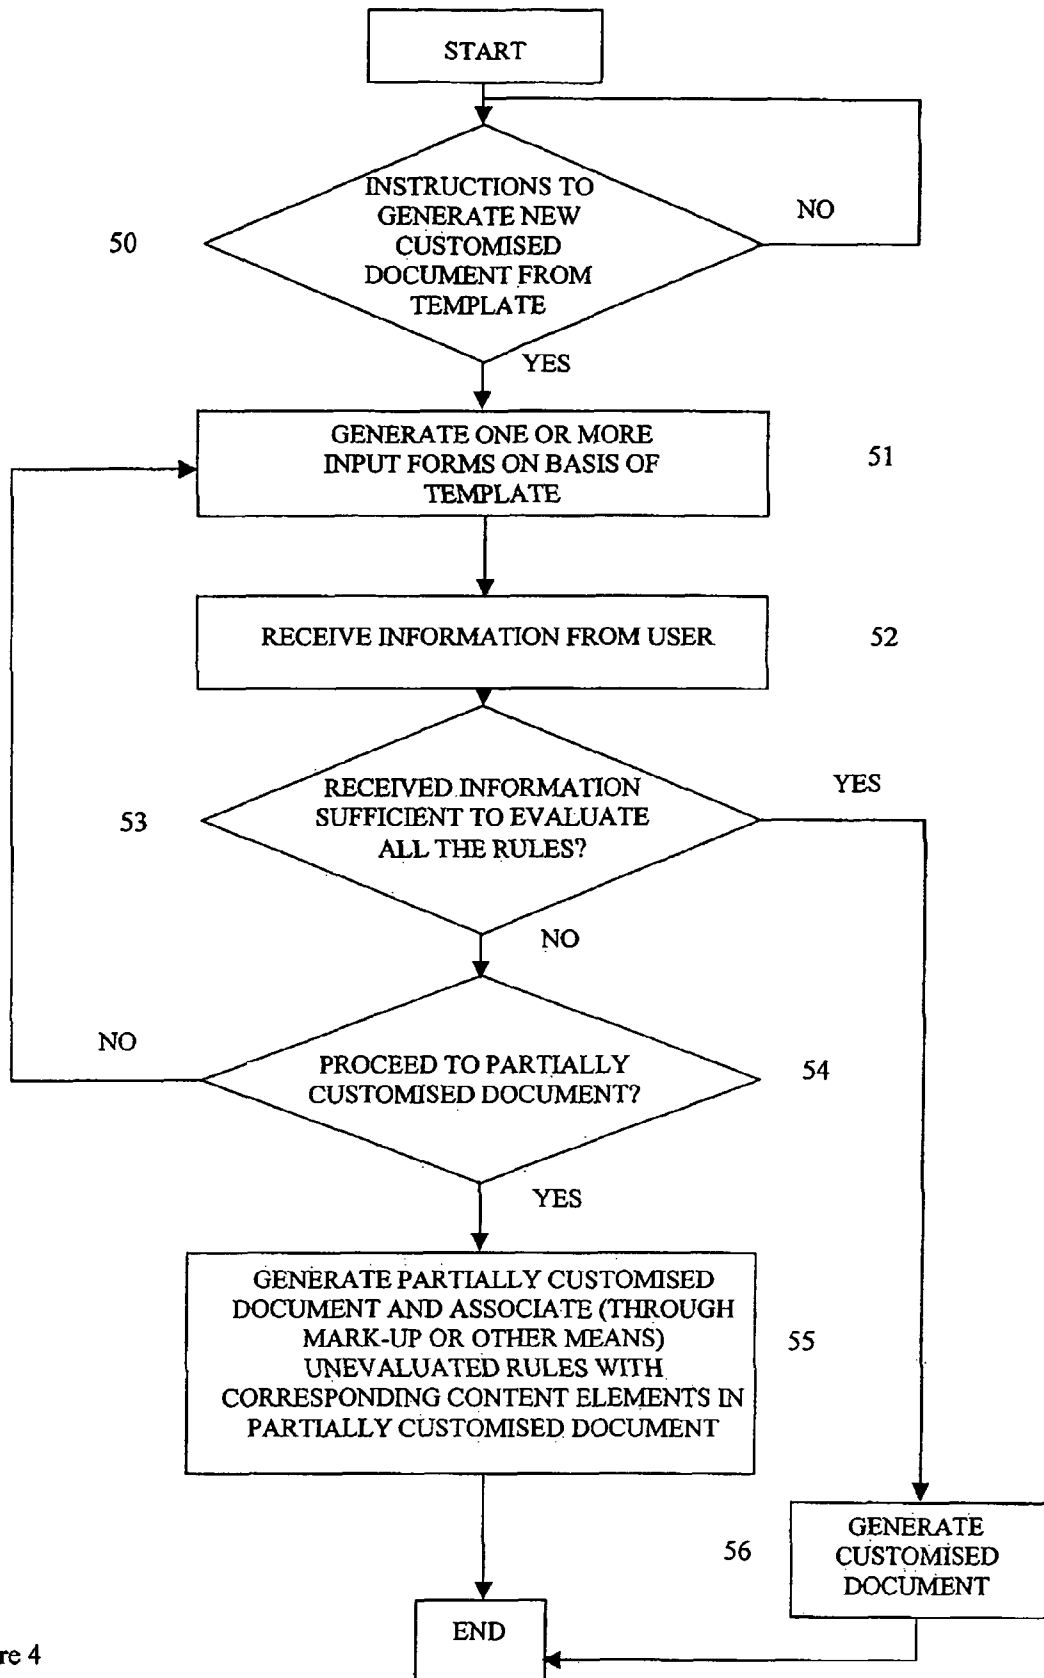 START
INSTRUCTIONS TO
GENERATE NEW
CUSTOMISED
DOCUMENT FROM
TEMPLATE
50
NO
YES
GENERATE ONE OR MORE
INPUT FORMS ON BASIS OF
TEMPLATE
51
RECEIVE INFORMATION FROM USER
52
RECEIVED INFORMATION
SUFFICIENT TO EVALUATE
ALL THE RULES?
53
YES
NO
PROCEED TO PARTIALLY
CUSTOMISED DOCUMENT?
54
NO
YES
GENERATE PARTIALLY CUSTOMISED
DOCUMENT AND ASSOCIATE (THROUGH
MARK-UP OR OTHER MEANS)
UNEVALUATED RULES WITH
CORRESPONDING CONTENT ELEMENTS IN
PARTIALLY CUSTOMISED DOCUMENT
55
56
GENERATE
CUSTOMISED
DOCUMENT
END
re 4